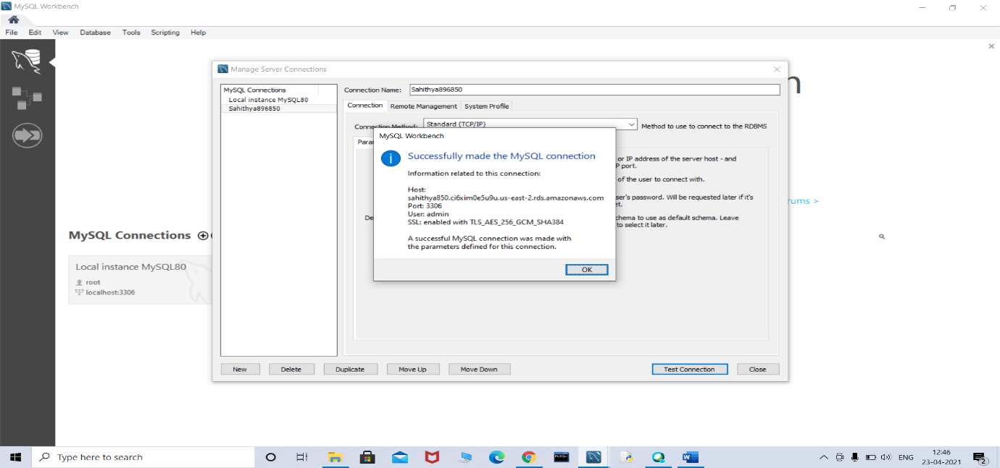 MySQL Workbench
File Edit View Database Tools Scripting Help
Manage Server Connections
MySQL Connections
Local instance MySQL80
Sahithya896850
Connection Name: Sahithya896850
Connection Remote Management System Profile
Connection Method: Standard (TCP/IP) Method to use to connect to the RDBMS
MySQL Workbench
Successfully made the MySQL connection
Information related to this connection:
Host:
sahithya850.ci6xim0e5u9u.us-east-2.rds.amazonaws.com
Port: 3306
User: admin
SSL: enabled with TLS_AES_256_GCM_SHA384
A successful MySQL connection was made with
the parameters defined for this connection.
OK
or IP address of the server host - and
P port.
of the user to connect with.
ser's password. Will be requested later if it's
et.
chema to use as default schema. Leave
to select it later.
Para
De
n
rums >
MySQL Connections
Local instance MySQL80
root
localhost:3306
New Delete Duplicate Move Up Move Down Test Connection Close
Type here to search
ENG
12:46
23-04-2021
2